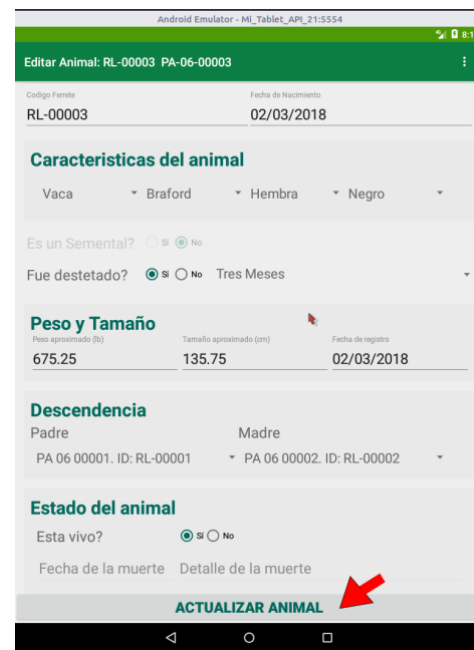 Android Emulator - Mi_Tablet_API_21:5554
8:1
Editar Animal: RL-00003 PA-06-00003
Codigo Ferrete Fecha de Nacimiento
RL-00003 02/03/2018
Caracteristicas del animal
Vaca Braford Hembra Negro
Es un Semental? Si No
Fue destetado? Si No Tres Meses
Peso y Tamaño
Peso aproximado (lb) Tamaño aproximado (cm) Fecha de registro
675.25 135.75 02/03/2018
Descendencia
Padre Madre
PA 06 00001. ID: RL-00001 PA 06 00002. ID: RL-00002
Estado del animal
Esta vivo? Si No
Fecha de la muerte Detalle de la muerte
ACTUALIZAR ANIMAL